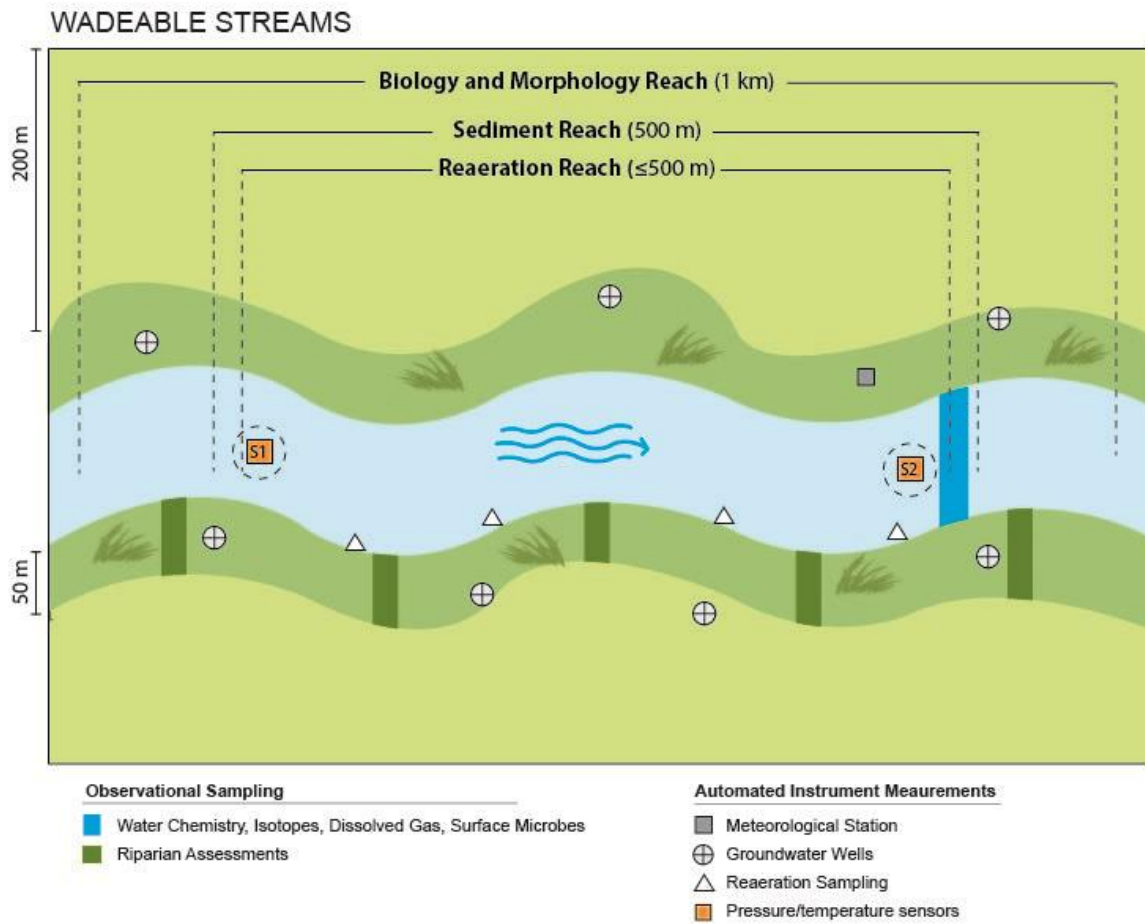 WADEABLE STREAMS
Biology and Morphology Reach (1 km)
Sediment Reach (500 m)
Reaeration Reach (≤500 m)
200 m
S1
S2
50 m
Observational Sampling
Water Chemistry, Isotopes, Dissolved Gas, Surface Microbes
Riparian Assessments
Automated Instrument Meaurements
Meteorological Station
Groundwater Wells
Reaeration Sampling
Pressure/temperature sensors